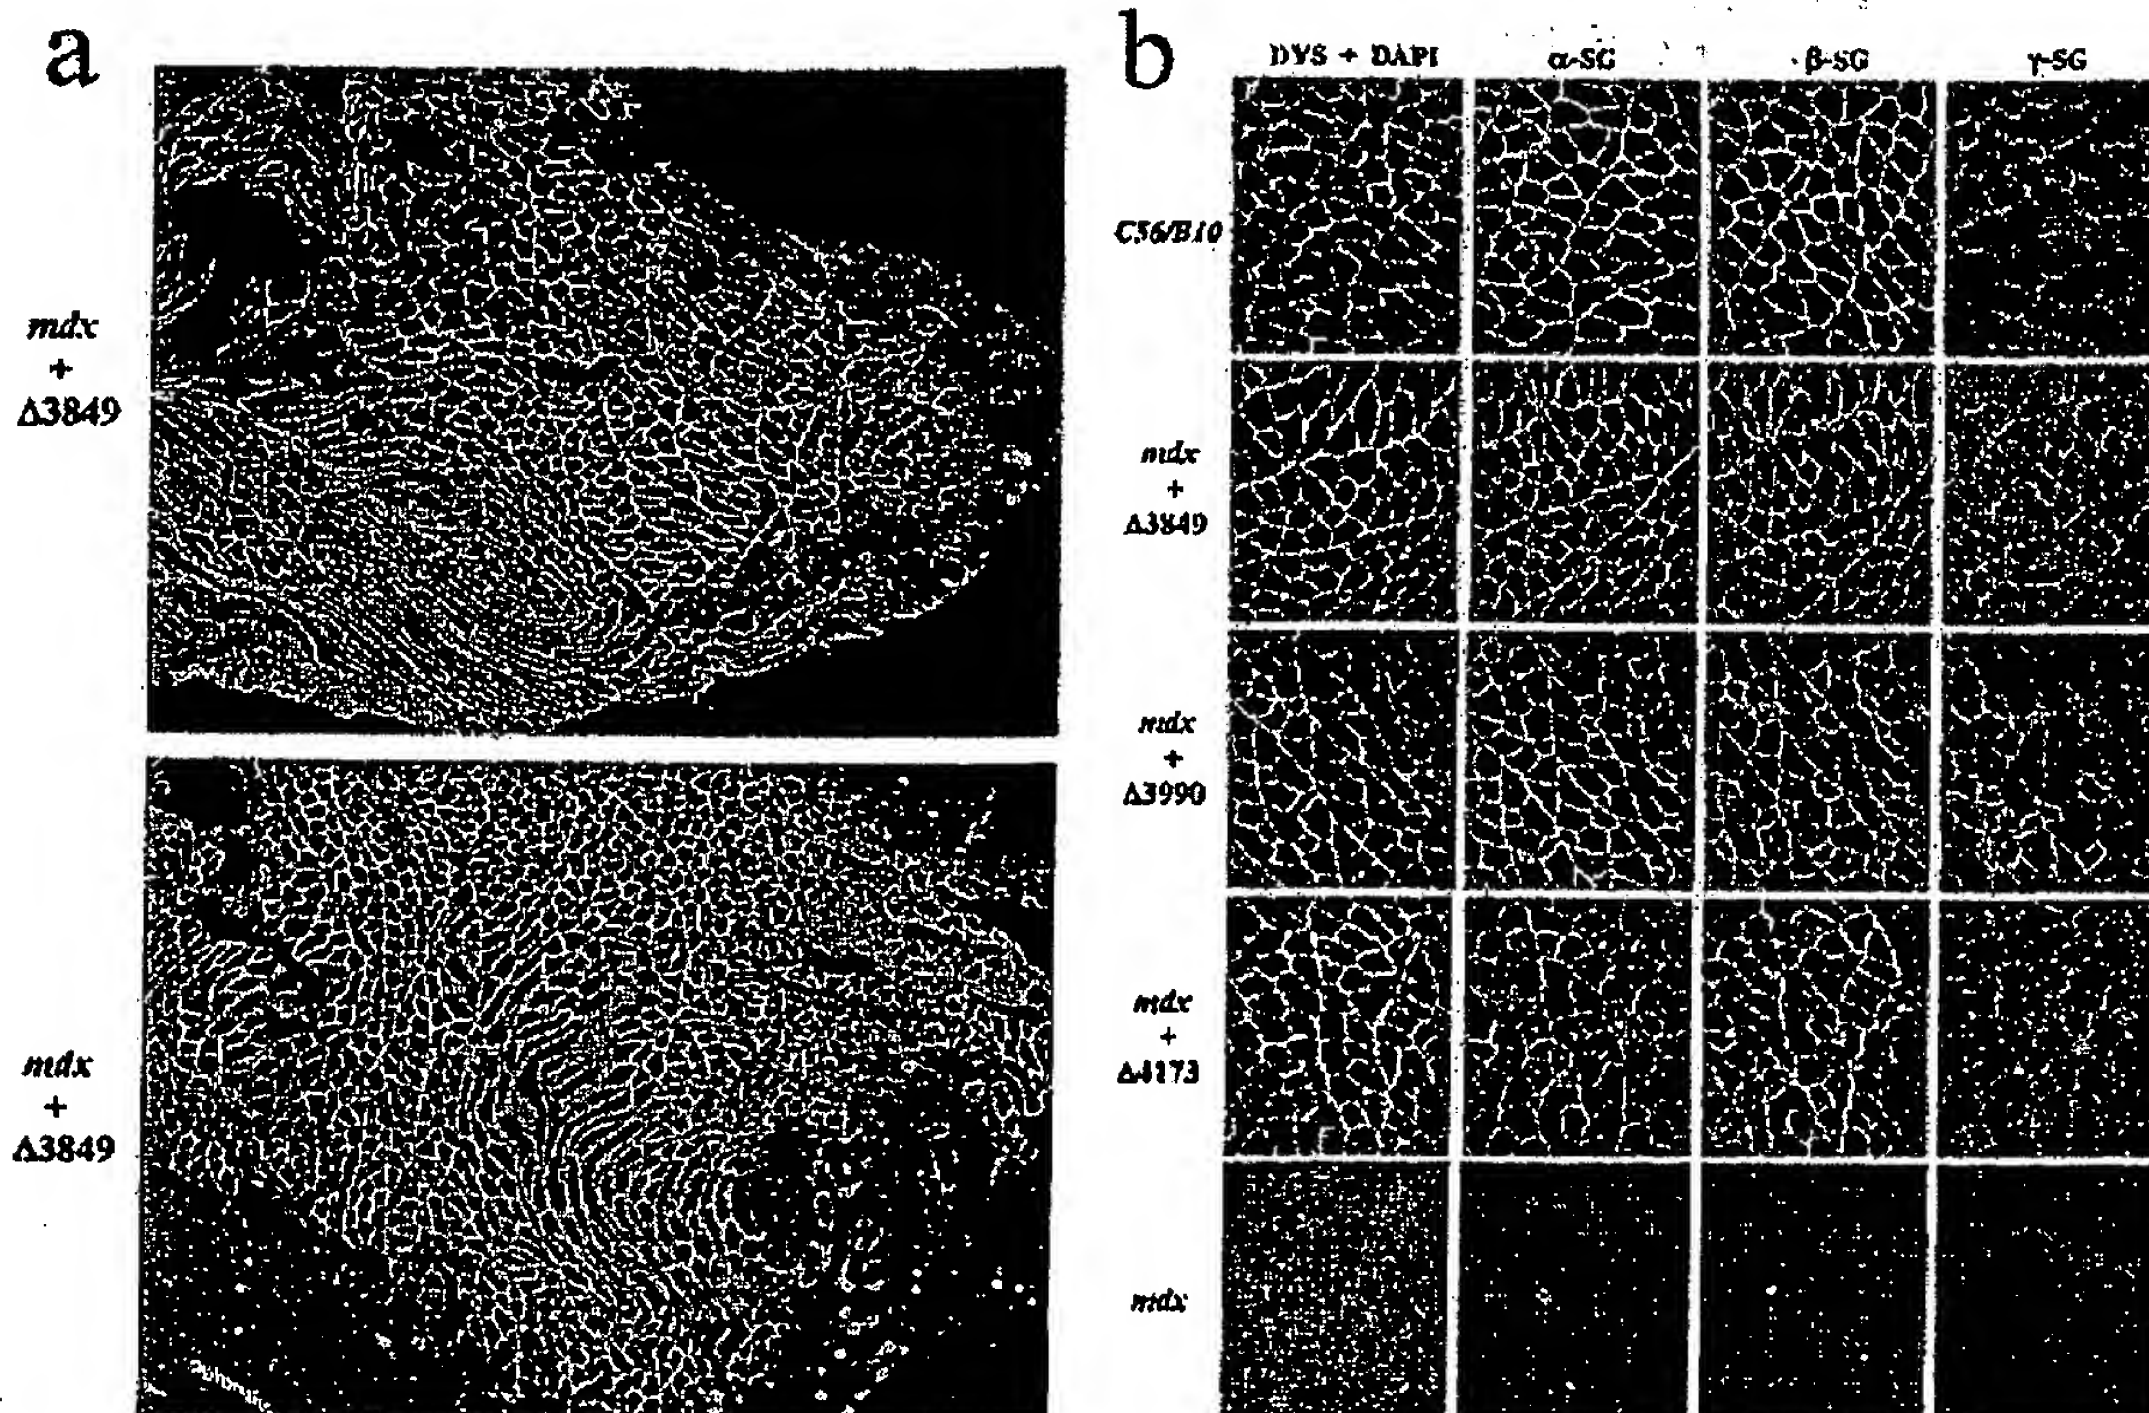 a
mdx
+
Δ3849
mdx
+
Δ3849
b
DYS + DAPI α-SG β-SG γ-SG
C56/B10
mdx
+
Δ3849
mdx
+
Δ3990
mdx
+
Δ4173
mdx